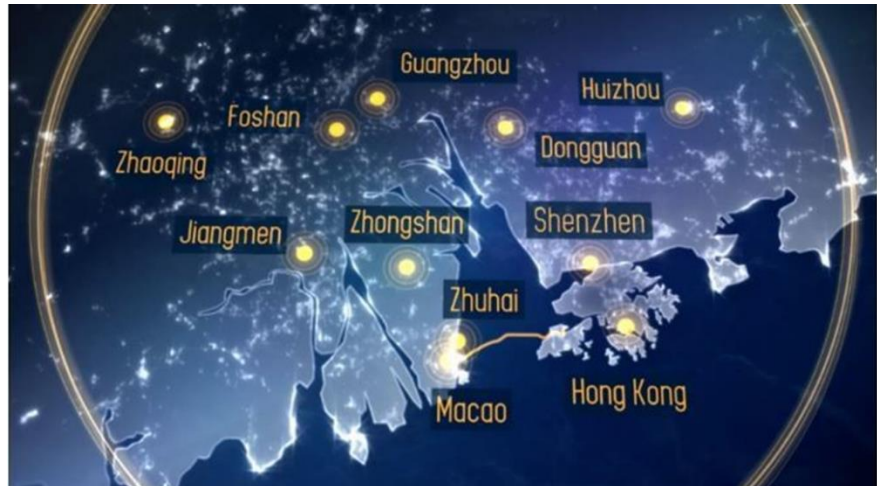 Guangzhou
Huizhou
Foshan
Dongguan
Zhaoqing
Zhongshan
Shenzhen
Jiangmen
Zhuhai
Hong Kong
Macao